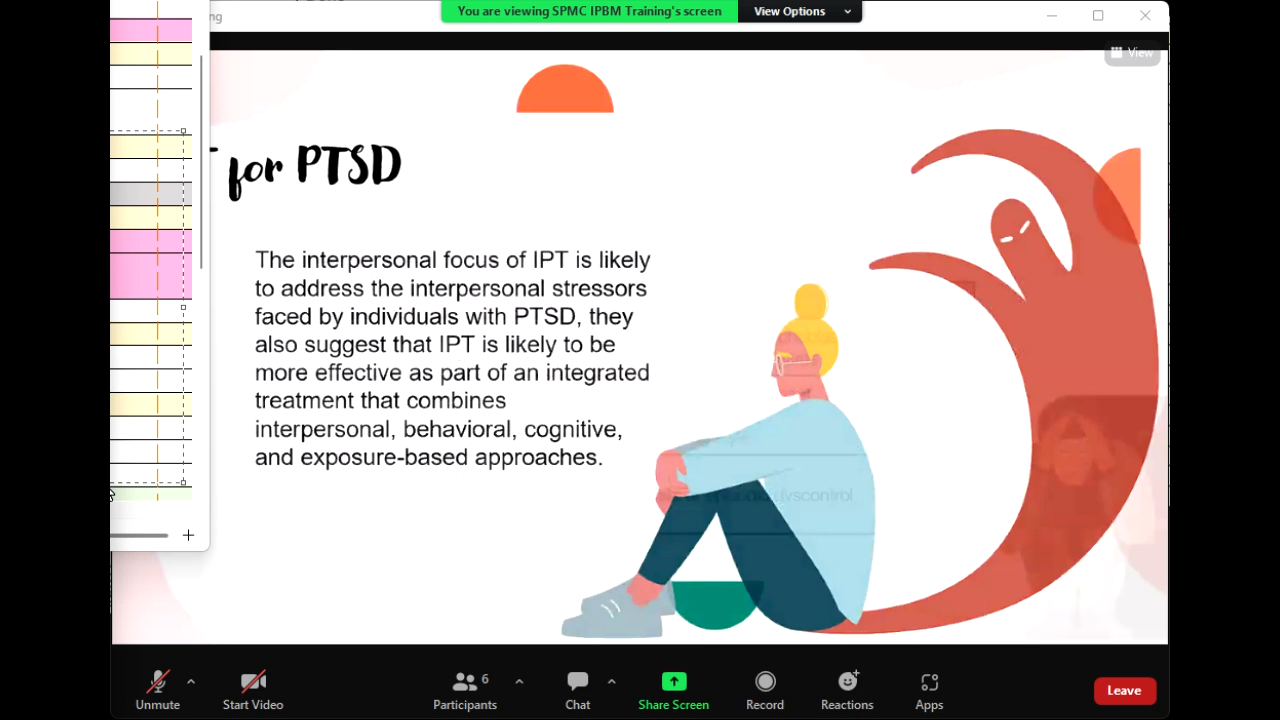 ng
You are viewing SPMC IPBM Training's screen
View Options
View
for PTSD
The interpersonal focus of IPT is likely
to address the interpersonal stressors
faced by individuals with PTSD, they
also suggest that IPT is likely to be
more effective as part of an integrated
treatment that combines
interpersonal, behavioral, cognitive,
and exposure-based approaches.
dyscontrol
Unmute
Start Video
Participants
6
Chat
Share Screen
Record
Reactions
Apps
Leave